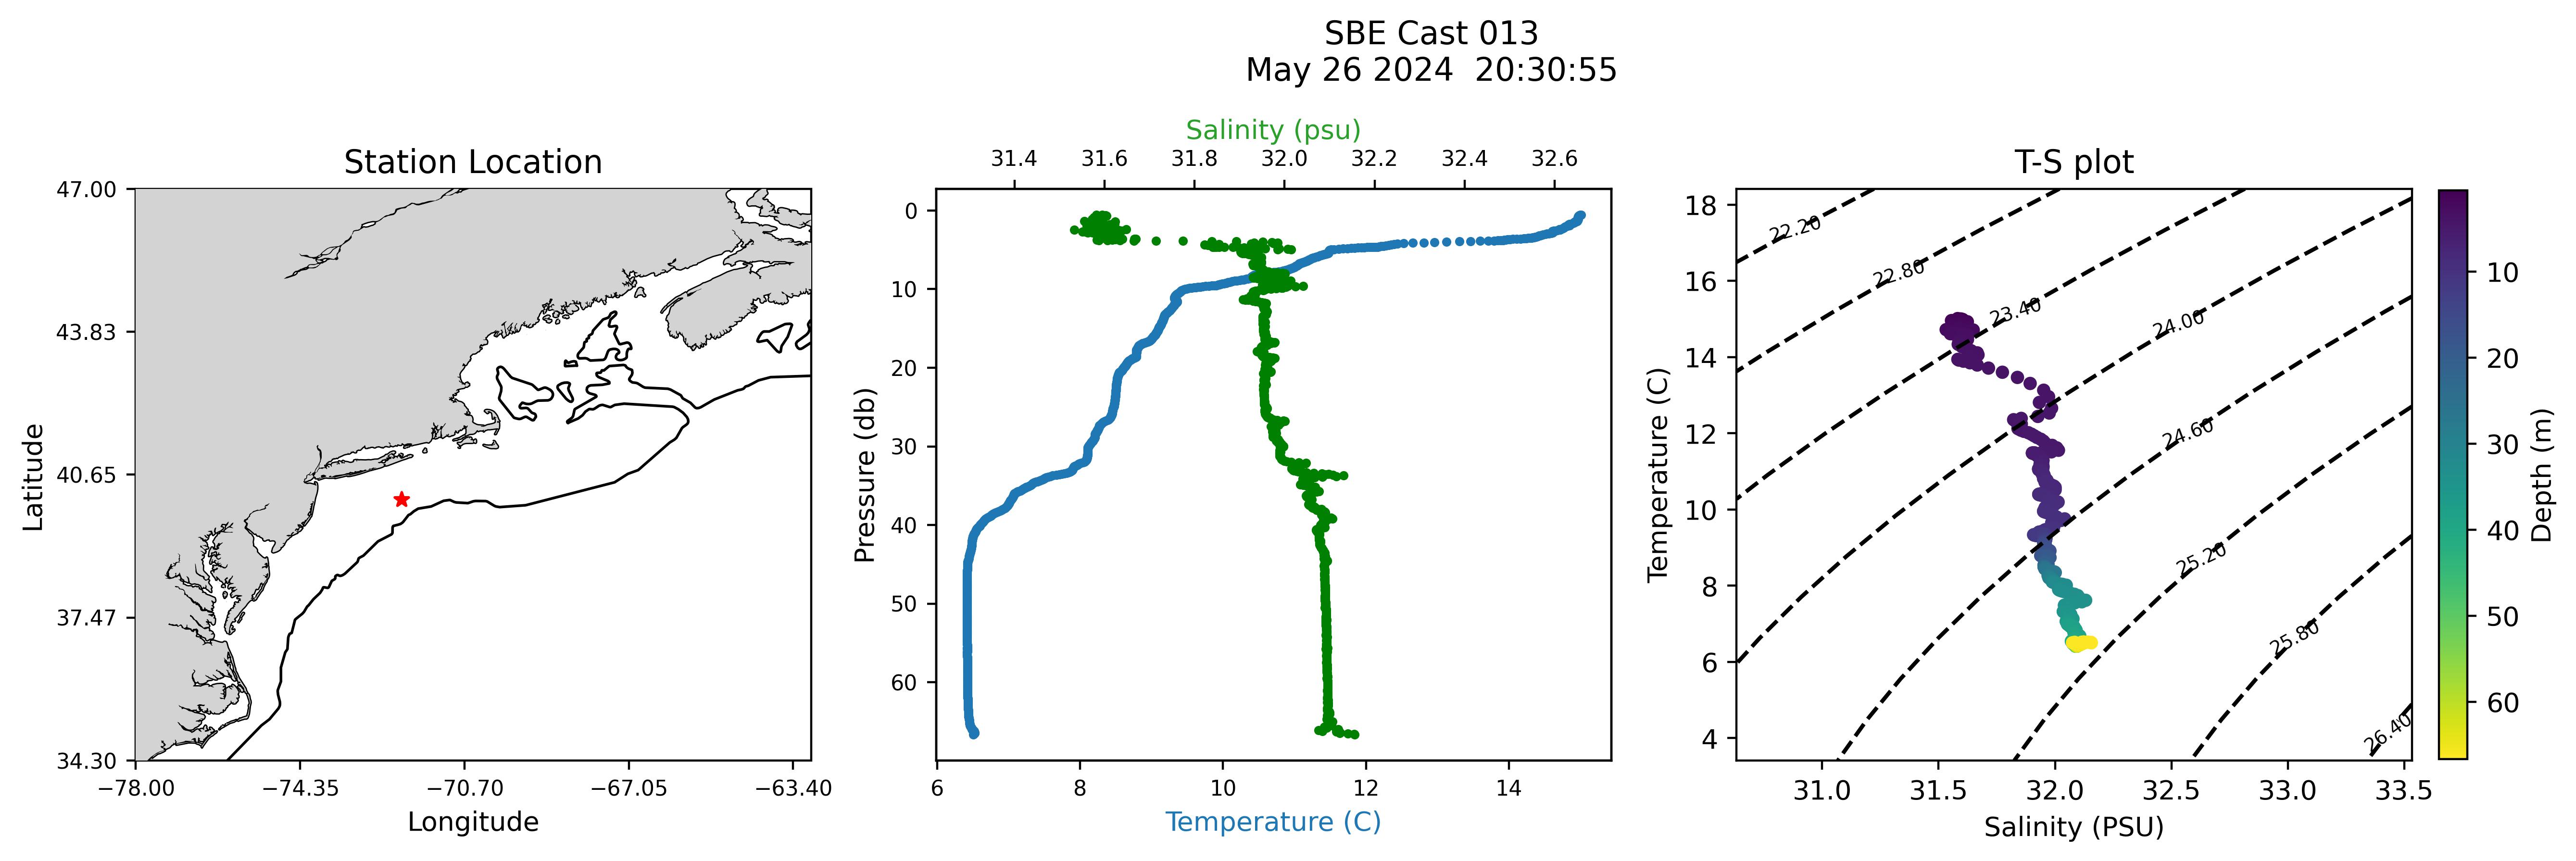 SBE Cast 013
May 26 2024  20:30:55
Station Location
47.00
43.83
40.65
37.47
34.30
Latitude
−78.00 −74.35 −70.70 −67.05 −63.40
Longitude
Salinity (psu)
31.4 31.6 31.8 32.0 32.2 32.4 32.6
0
10
20
30
40
50
60
Pressure (db)
6 8 10 12 14
Temperature (C)
T-S plot
18
16
14
12
10
8
6
4
Temperature (C)
22.20
22.80
23.40
24.00
24.60
25.20
25.80
26.40
31.0 31.5 32.0 32.5 33.0 33.5
Salinity (PSU)
10
20
30
40
50
60
Depth (m)